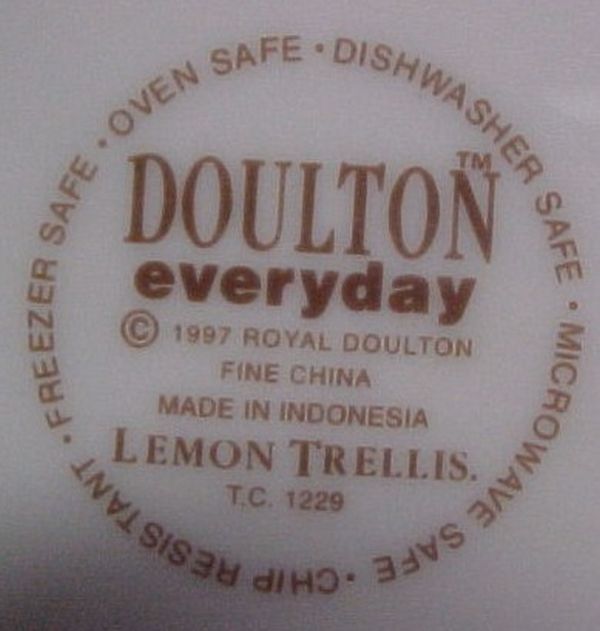 FREEZER SAFE • OVEN SAFE • DISHWASHER SAFE • MICROWAVE SAFE • CHIP RESISTANT •
DOULTON™
everyday
© 1997 ROYAL DOULTON
FINE CHINA
MADE IN INDONESIA
LEMON TRELLIS.
T.C. 1229